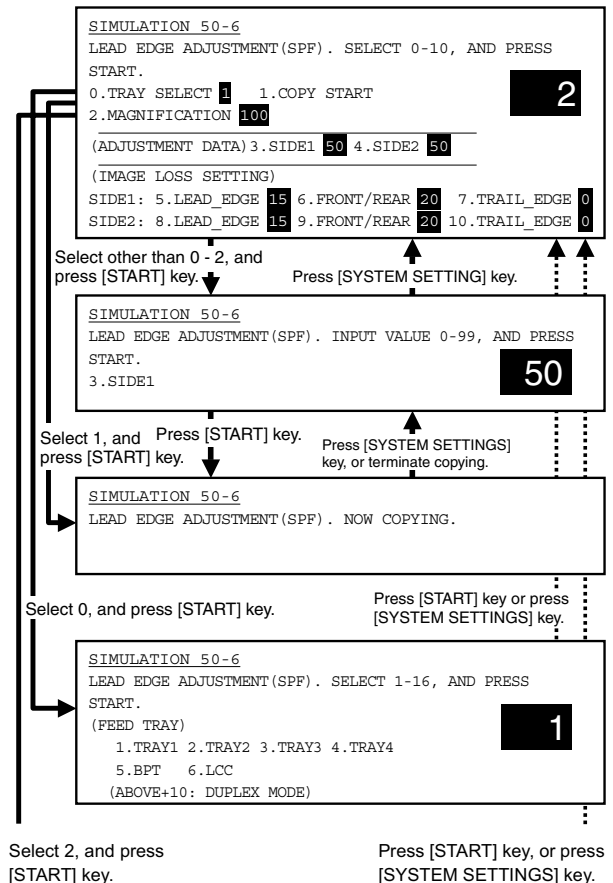 SIMULATION 50-6
LEAD EDGE ADJUSTMENT(SPF). SELECT 0-10, AND PRESS
START.
0.TRAY SELECT 1 1.COPY START
2
2.MAGNIFICATION 100
(ADJUSTMENT DATA)3.SIDE1 50 4.SIDE2 50
(IMAGE LOSS SETTING)
SIDE1: 5.LEAD_EDGE 15 6.FRONT/REAR 20 7.TRAIL_EDGE 0
SIDE2: 8.LEAD_EDGE 15 9.FRONT/REAR 20 10.TRAIL_EDGE 0
Select other than 0 - 2, and
press [START] key.
Press [SYSTEM SETTING] key.
SIMULATION 50-6
LEAD EDGE ADJUSTMENT(SPF). INPUT VALUE 0-99, AND PRESS
START.
50
3.SIDE1
Select 1, and
press [START] key.
Press [START] key.
Press [SYSTEM SETTINGS]
key, or terminate copying.
SIMULATION 50-6
LEAD EDGE ADJUSTMENT(SPF). NOW COPYING.
Select 0, and press [START] key.
Press [START] key or press
[SYSTEM SETTINGS] key.
SIMULATION 50-6
LEAD EDGE ADJUSTMENT(SPF). SELECT 1-16, AND PRESS
START.
(FEED TRAY)
1
1.TRAY1 2.TRAY2 3.TRAY3 4.TRAY4
5.BPT 6.LCC
(ABOVE+10: DUPLEX MODE)
Select 2, and press
[START] key.
Press [START] key, or press
[SYSTEM SETTINGS] key.